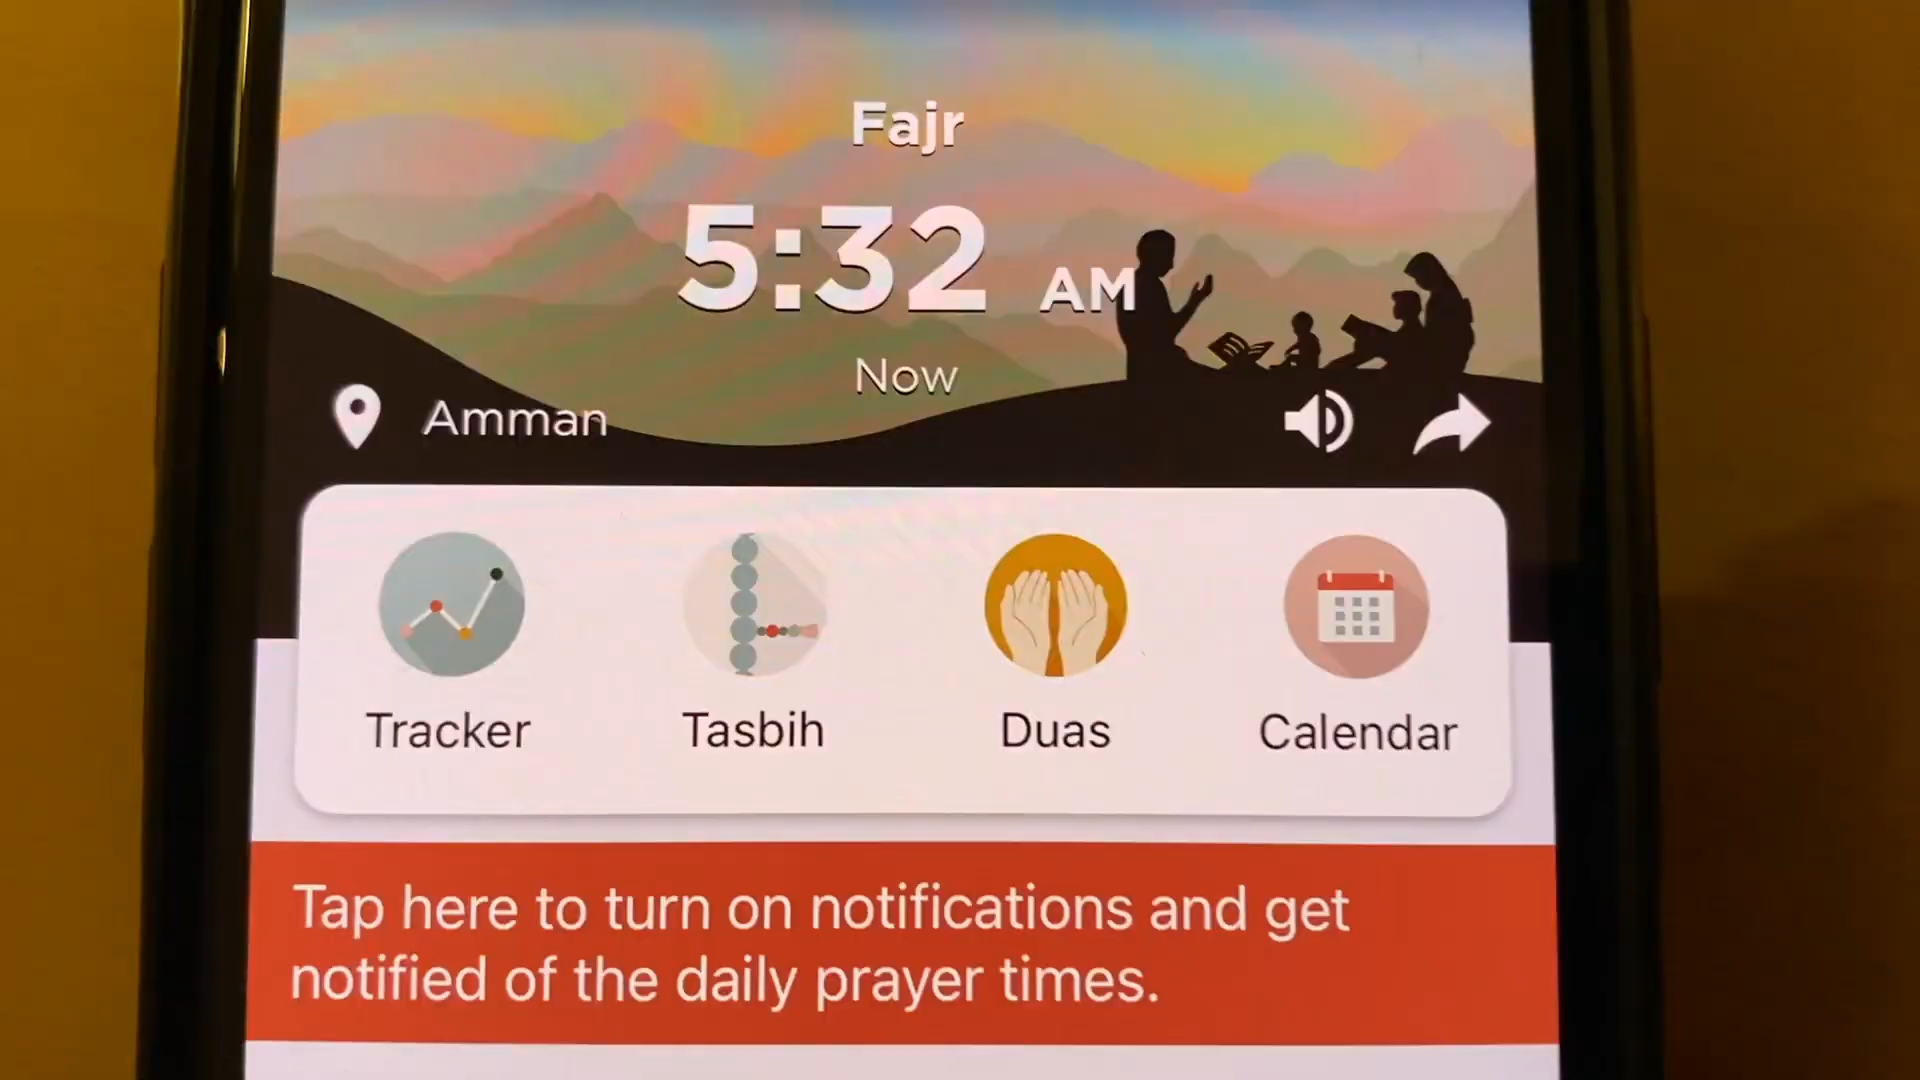 Fajr
5:32 AM
Now
Amman
Tracker
Tasbih
Duas
Calendar
Tap here to turn on notifications and get
notified of the daily prayer times.